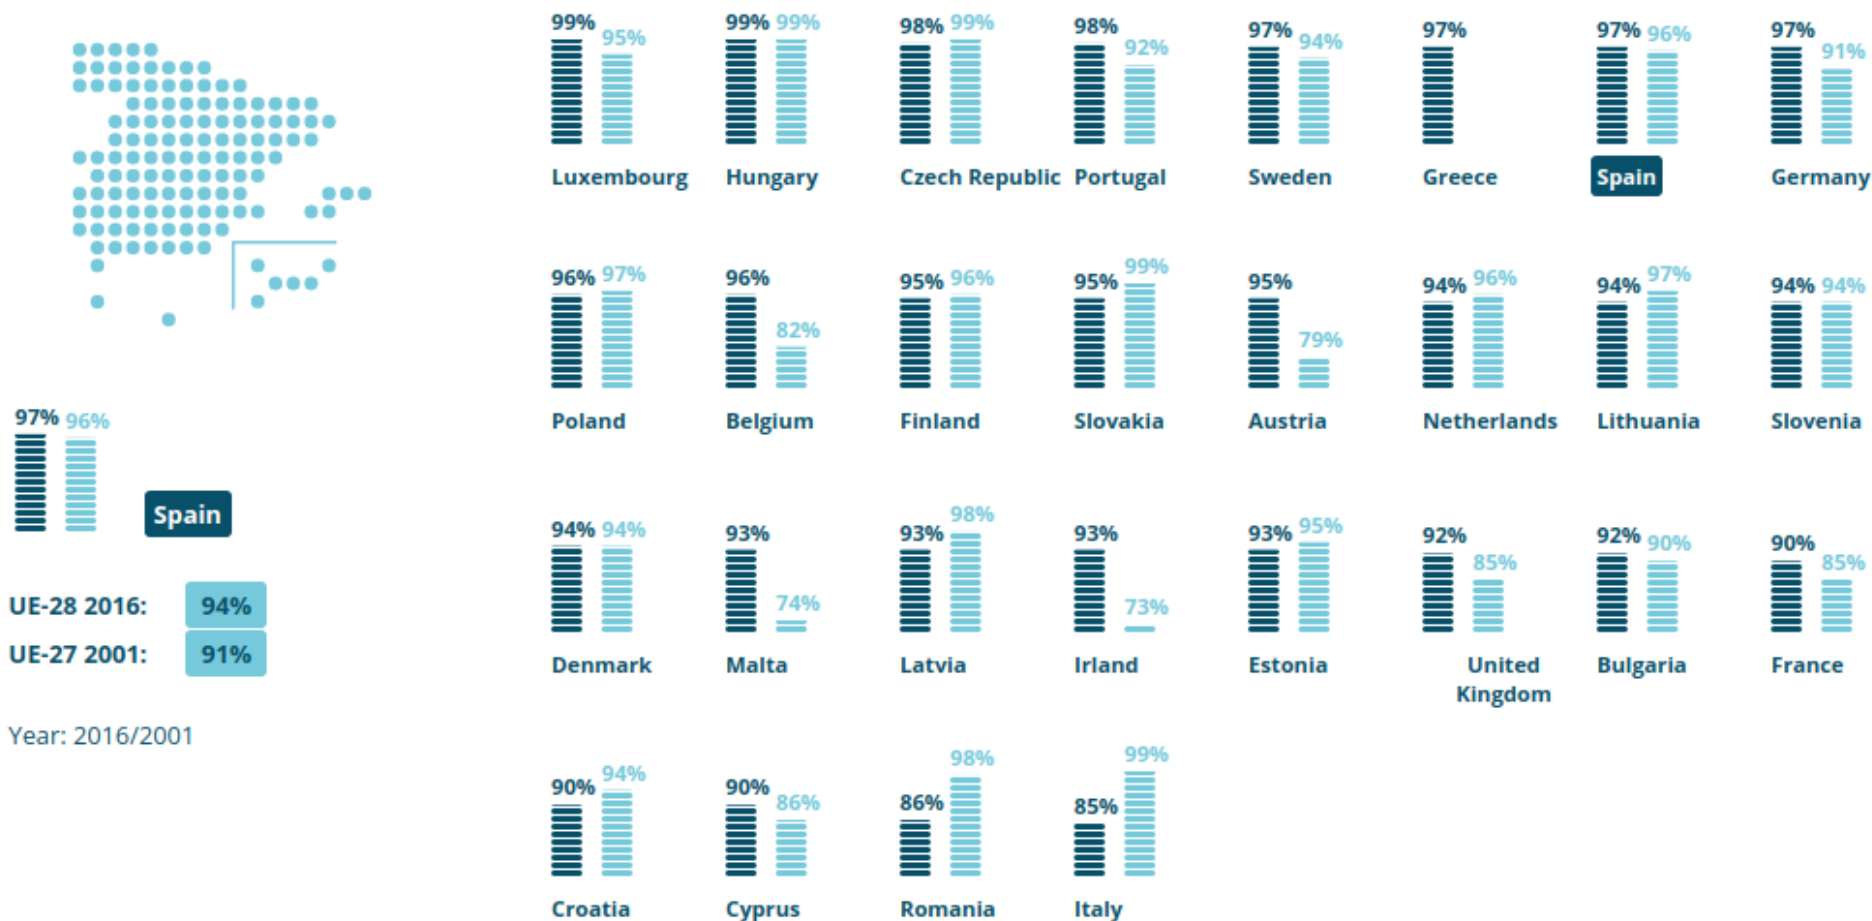 99% 95%
Luxembourg
99% 99%
Hungary
98% 99%
Czech Republic
98% 92%
Portugal
97% 94%
Sweden
97%
Greece
97% 96%
Spain
97% 91%
Germany
96% 97%
Poland
96% 82%
Belgium
95% 96%
Finland
95% 99%
Slovakia
95% 79%
Austria
94% 96%
Netherlands
94% 97%
Lithuania
94% 94%
Slovenia
97% 96%
Spain
UE-28 2016: 94%
UE-27 2001: 91%
Year: 2016/2001
94% 94%
Denmark
93% 74%
Malta
93% 98%
Latvia
93% 73%
Irland
93% 95%
Estonia
92% 85%
United
Kingdom
92% 90%
Bulgaria
90% 85%
France
90% 94%
Croatia
90% 86%
Cyprus
86% 98%
Romania
85% 99%
Italy